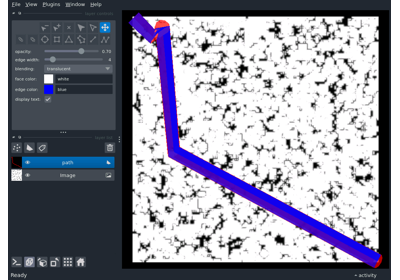 File View Plugins Window Help
opacity: 0.70
edge width: 4
blending: translucent
face color: white
edge color: blue
display text: ✓
path
Image
activity